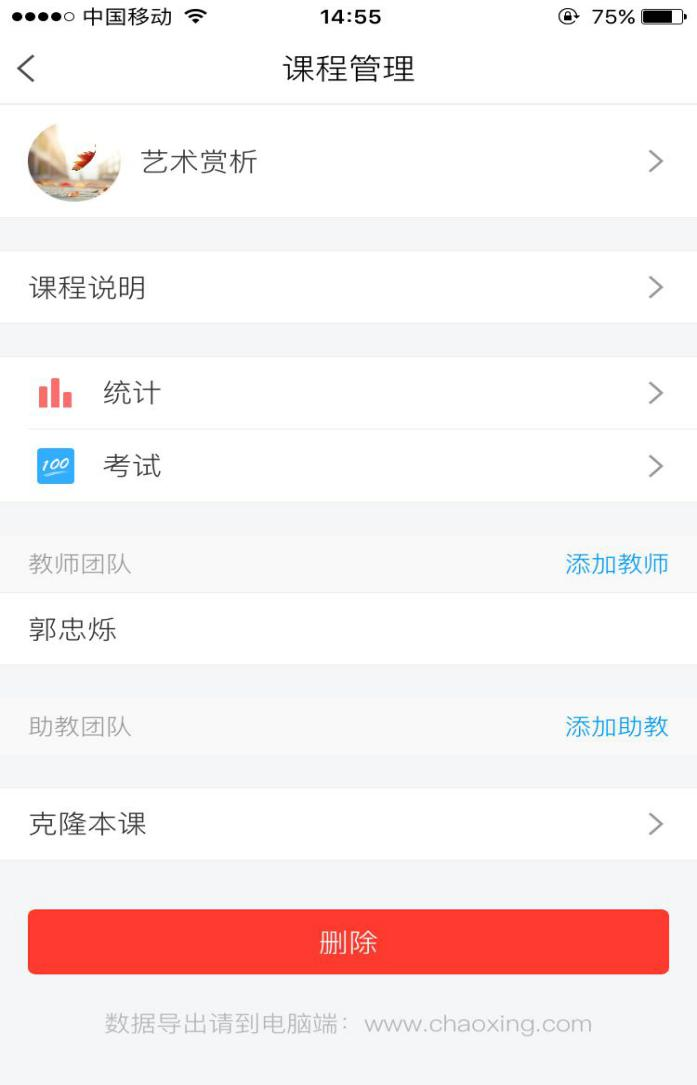 中国移动 14:55 75%
课程管理
艺术赏析
课程说明
统计
100 考试
教师团队 添加教师
郭忠烁
助教团队 添加助教
克隆本课
删除
数据导出请到电脑端：www.chaoxing.com